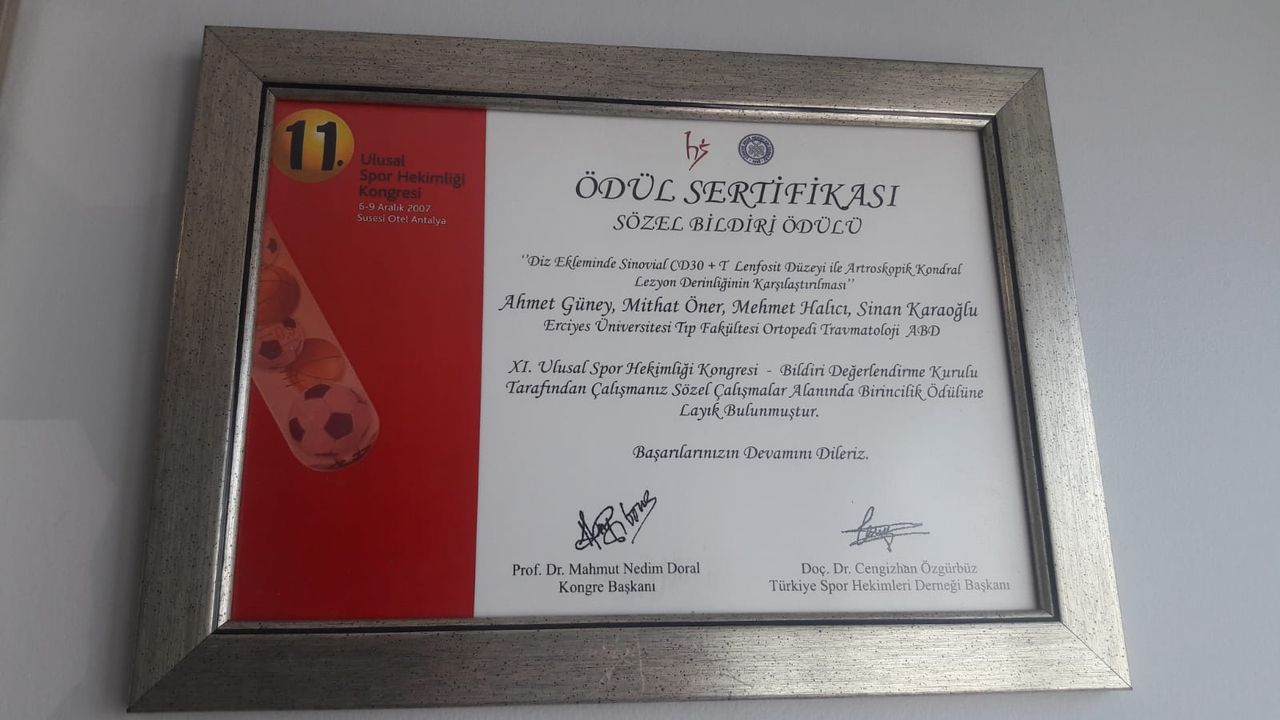 11.
Ulusal
Spor Hekimliği
Kongresi
6-9 Aralık 2007
Susesi Otel Antalya
hs
ÖDÜL SERTİFİKASI
SÖZEL BİLDİRİ ÖDÜLÜ
‘’Diz Ekleminde Sinovial CD30 + T Lenfosit Düzeyi ile Artroskopik Kondral
Lezyon Derinliğinin Karşılaştırılması’’
Ahmet Güney, Mithat Öner, Mehmet Halıcı, Sinan Karaoğlu
Erciyes Üniversitesi Tıp Fakültesi Ortopedi Travmatoloji ABD
XI. Ulusal Spor Hekimliği Kongresi - Bildiri Değerlendirme Kurulu
Tarafından Çalışmanız Sözel Çalışmalar Alanında Birincilik Ödülüne
Layık Bulunmuştur.
Başarılarınızın Devamını Dileriz.
Prof. Dr. Mahmut Nedim Doral
Kongre Başkanı
Doç. Dr. Cengizhan Özgürbüz
Türkiye Spor Hekimleri Derneği Başkanı